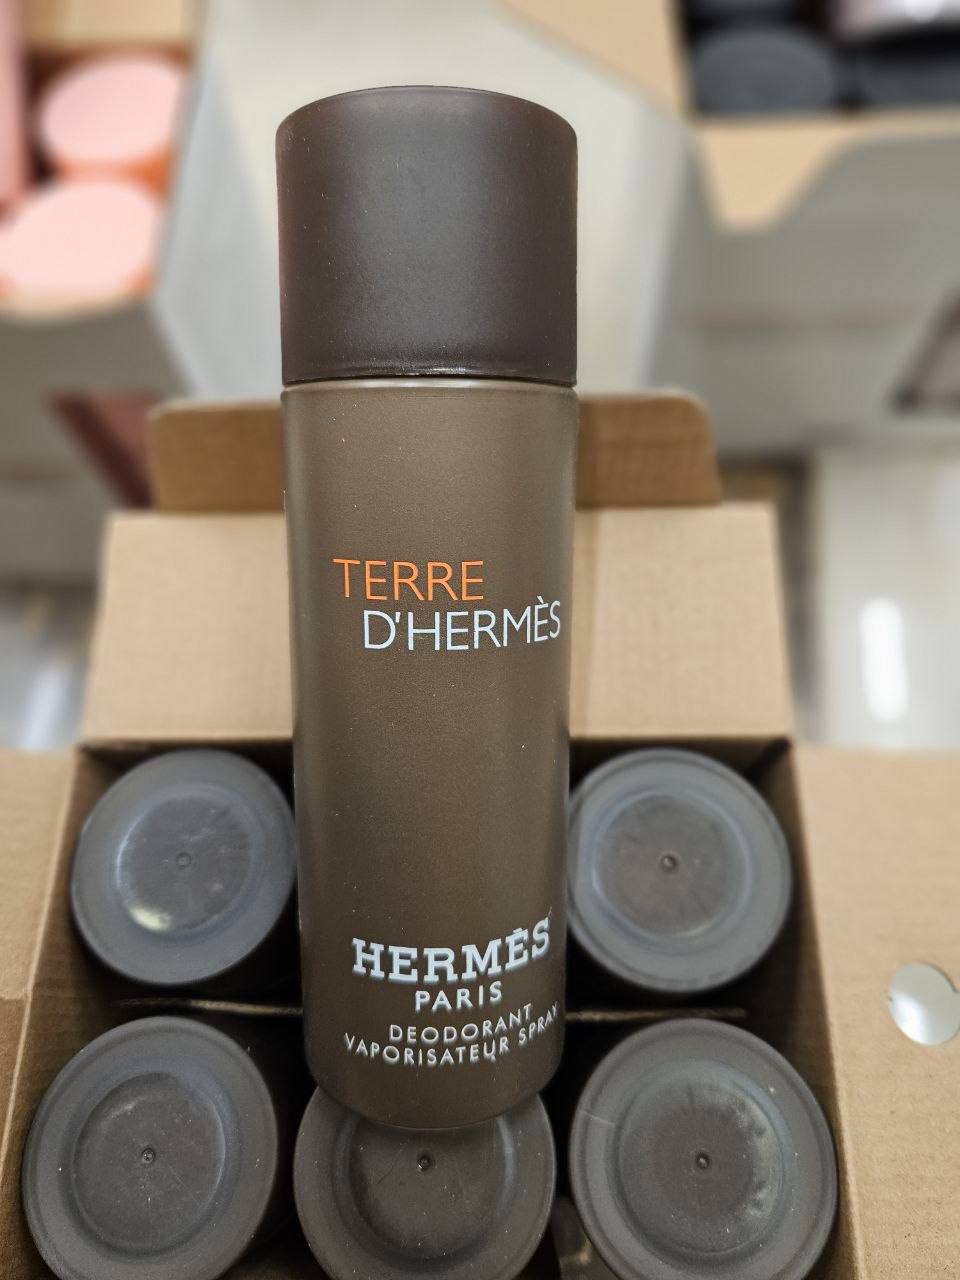 TERRE
D'HERMÈS
HERMÈS
PARIS
DEODORANT
VAPORISATEUR SPRAY